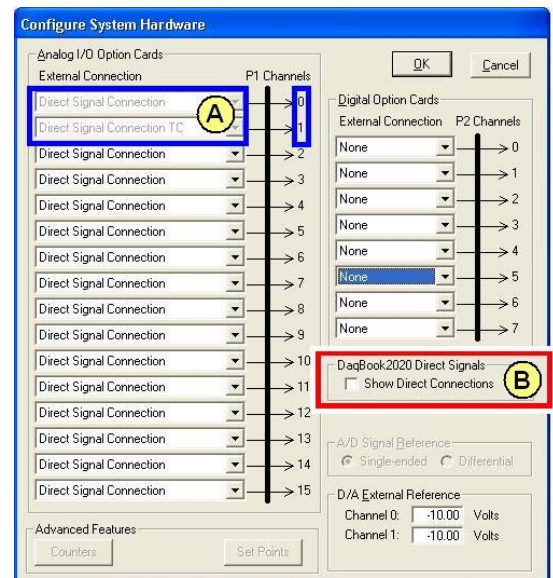 Configure System Hardware
Analog I/O Option Cards
External Connection P1 Channels
Direct Signal Connection 0
Direct Signal Connection TC 1
A
Direct Signal Connection 2
Direct Signal Connection 3
Direct Signal Connection 4
Direct Signal Connection 5
Direct Signal Connection 6
Direct Signal Connection 7
Direct Signal Connection 8
Direct Signal Connection 9
Direct Signal Connection 10
Direct Signal Connection 11
Direct Signal Connection 12
Direct Signal Connection 13
Direct Signal Connection 14
Direct Signal Connection 15
Advanced Features
Counters Set Points
OK Cancel
Digital Option Cards
External Connection P2 Channels
None 0
None 1
None 2
None 3
None 4
None 5
None 6
None 7
DaqBook2020 Direct Signals
Show Direct Connections
B
A/D Signal Reference
Single-ended Differential
D/A External Reference
Channel 0: -10.00 Volts
Channel 1: -10.00 Volts